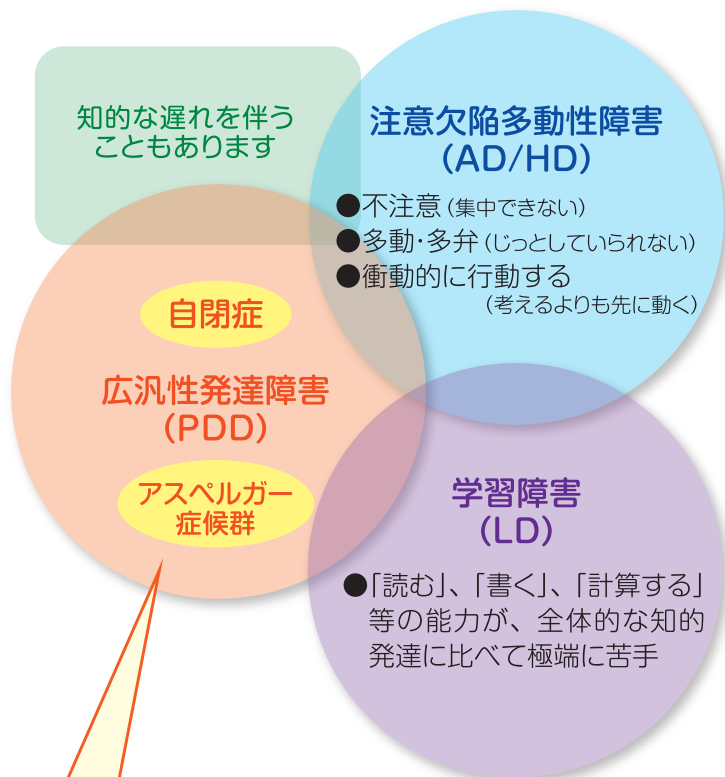 知的な遅れを伴う
こともあります
注意欠陥多動性障害
(AD/HD)
●不注意(集中できない)
●多動・多弁(じっとしていられない)
●衝動的に行動する
(考えるよりも先に動く)
自閉症
広汎性発達障害
(PDD)
アスペルガー
症候群
学習障害
(LD)
●「読む」、「書く」、「計算する」
等の能力が、全体的な知的
発達に比べて極端に苦手